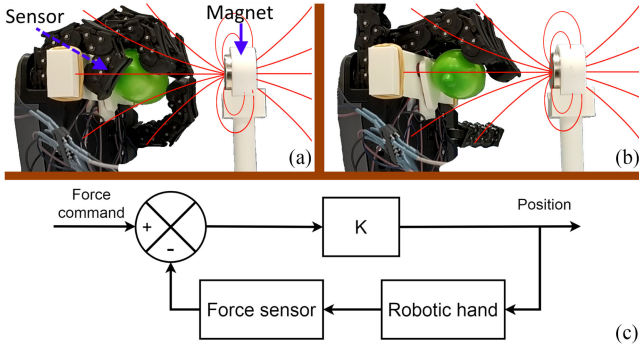 Sensor
Magnet
(a)
(b)
Force
command
+
-
K
Position
Force sensor
Robotic hand
(c)